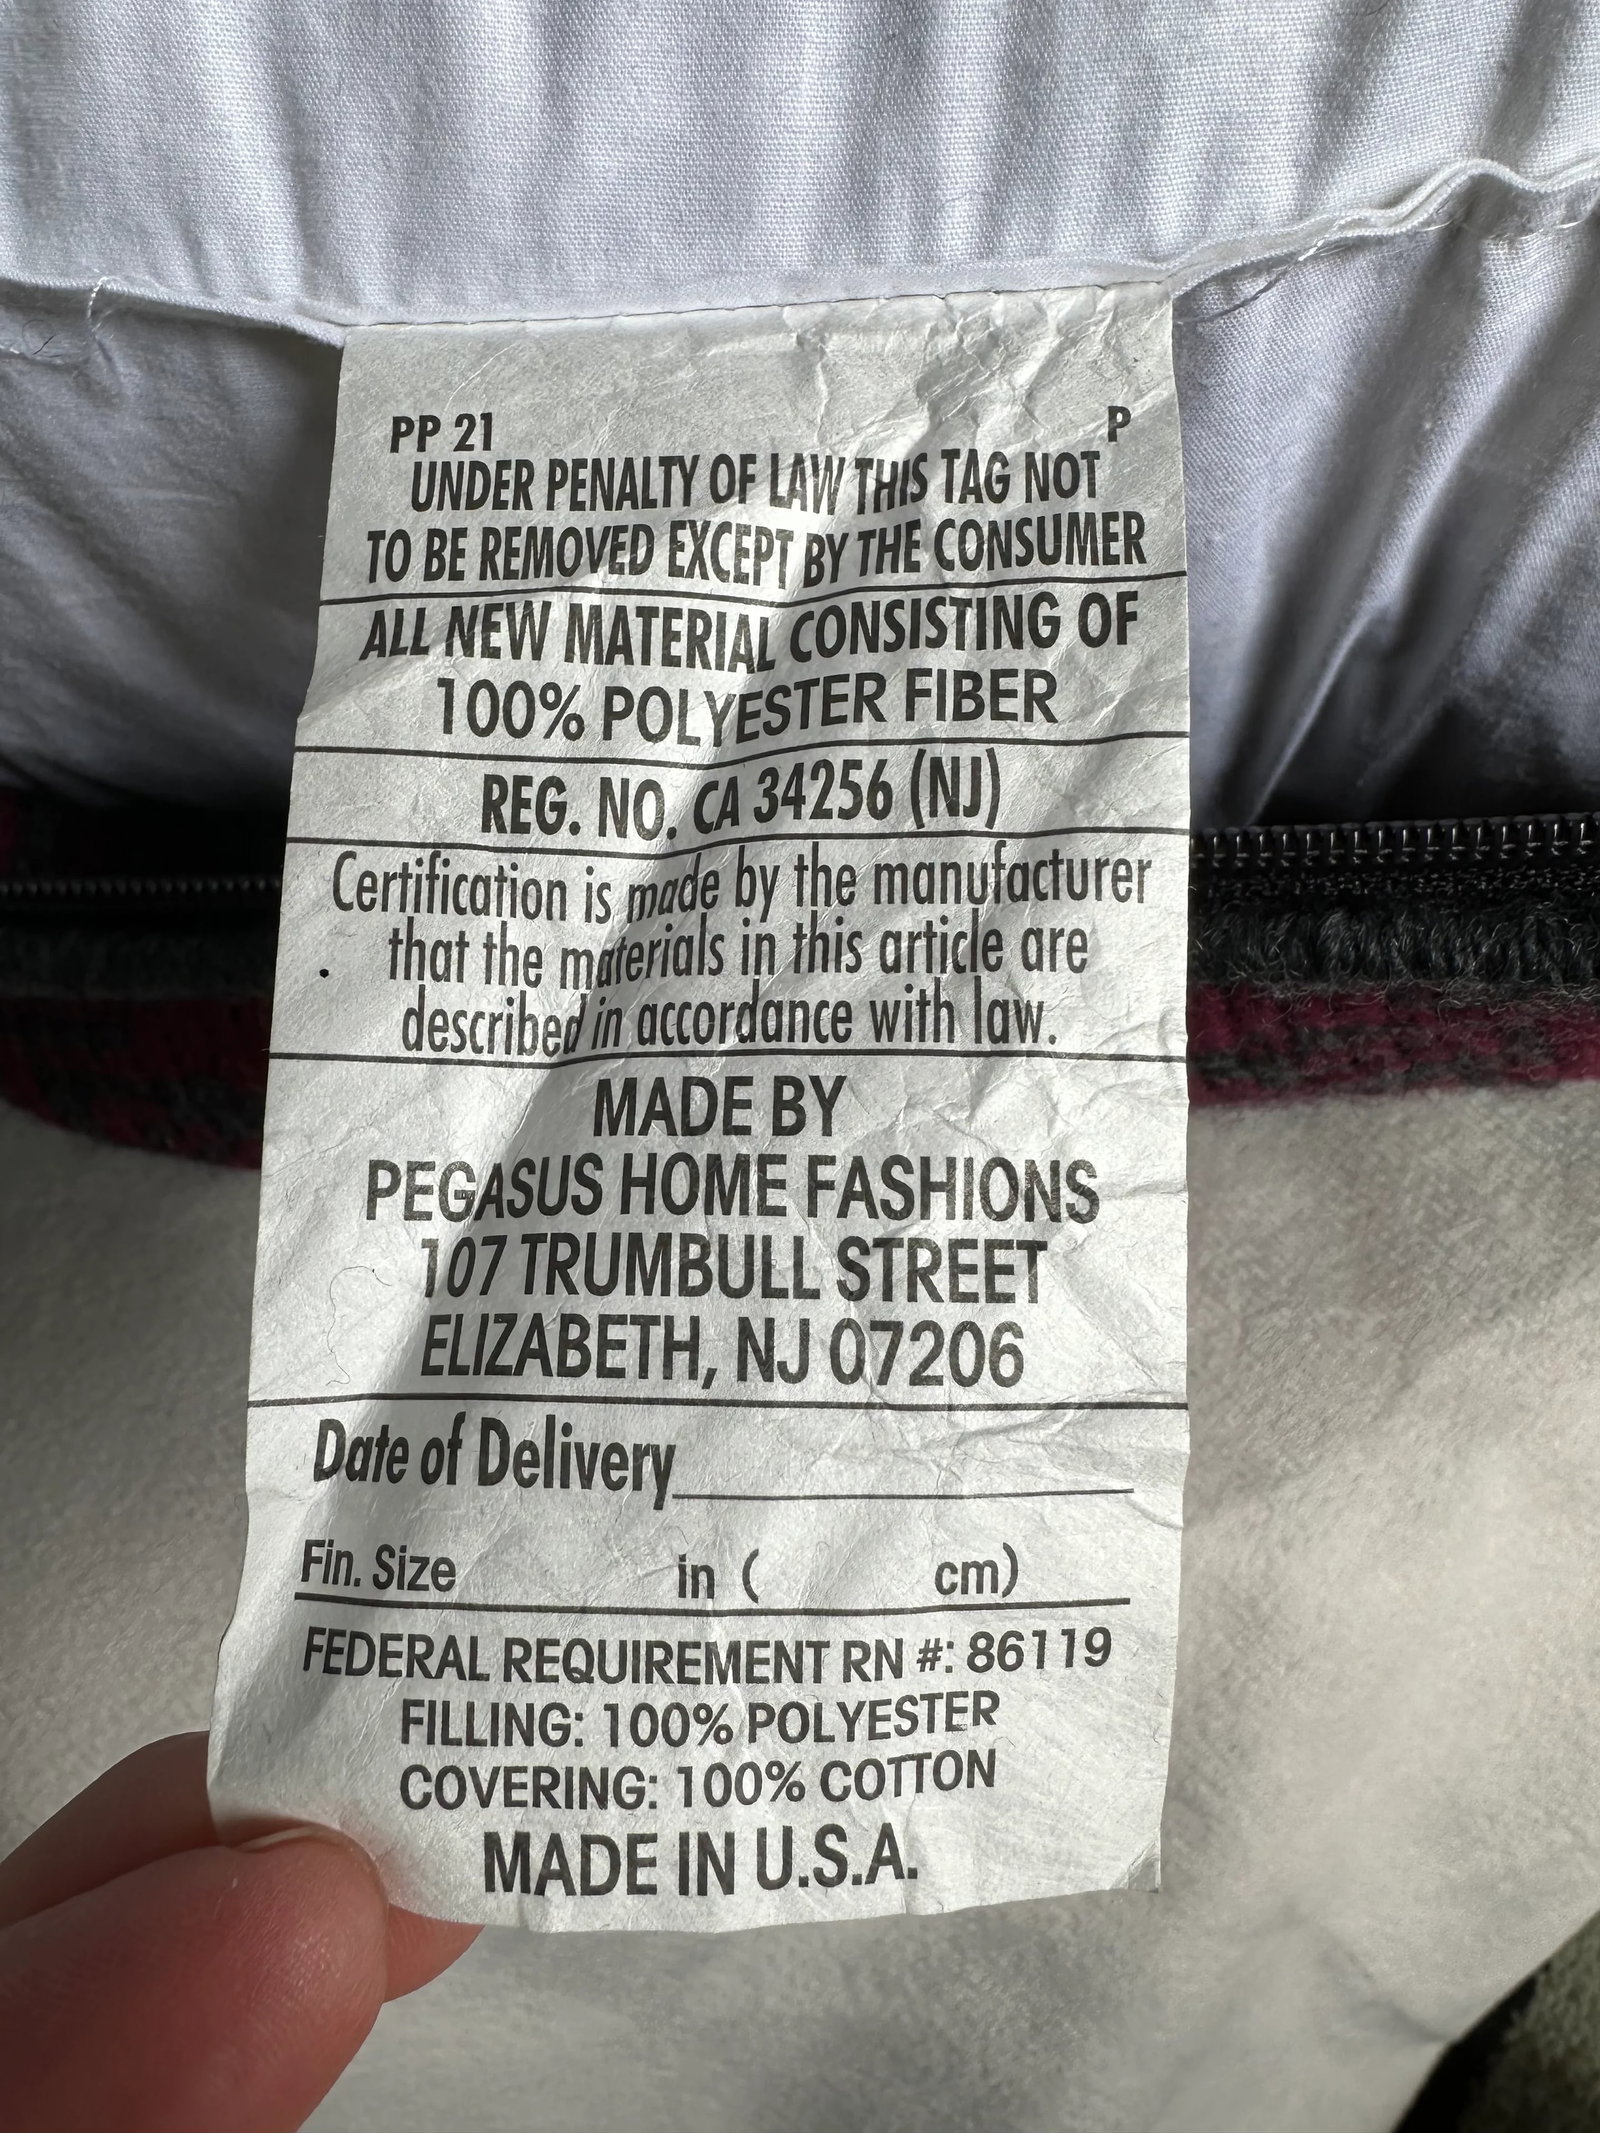 PP 21 P
UNDER PENALTY OF LAW THIS TAG NOT
TO BE REMOVED EXCEPT BY THE CONSUMER
ALL NEW MATERIAL CONSISTING OF
100% POLYESTER FIBER
REG. NO. CA 34256 (NJ)
Certification is made by the manufacturer
that the materials in this article are
described in accordance with law.
MADE BY
PEGASUS HOME FASHIONS
107 TRUMBULL STREET
ELIZABETH, NJ 07206
Date of Delivery
Fin. Size in ( cm)
FEDERAL REQUIREMENT RN #: 86119
FILLING: 100% POLYESTER
COVERING: 100% COTTON
MADE IN U.S.A.